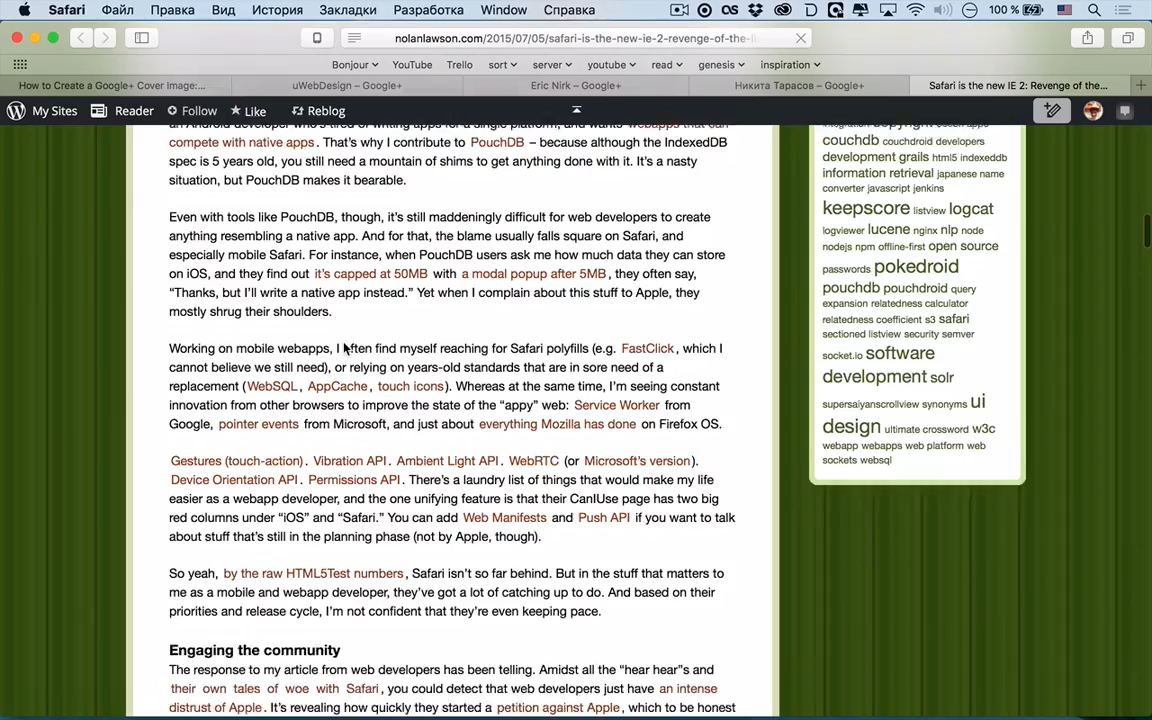 Safari Файл Правка Вид История Закладки Разработка Window Справка 100 %
nolanlawson.com/2015/07/05/safari-is-the-new-ie-2-revenge-of-the-
Bonjour YouTube Trello sort server youtube read genesis inspiration
How to Create a Google+ Cover Image:... uWebDesign – Google+ Eric Nirk – Google+ Никита Тарасов – Google+ Safari is the new IE 2: Revenge of the...
My Sites Reader Follow Like Reblog
compete with native apps . That's why I contribute to PouchDB – because although the IndexedDB
spec is 5 years old, you still need a mountain of shims to get anything done with it. It's a nasty
situation, but PouchDB makes it bearable.
Even with tools like PouchDB, though, it's still maddeningly difficult for web developers to create
anything resembling a native app. And for that, the blame usually falls square on Safari, and
especially mobile Safari. For instance, when PouchDB users ask me how much data they can store
on iOS, and they find out it's capped at 50MB with a modal popup after 5MB , they often say,
“Thanks, but I'll write a native app instead.” Yet when I complain about this stuff to Apple, they
mostly shrug their shoulders.
Working on mobile webapps, I often find myself reaching for Safari polyfills (e.g. FastClick , which I
cannot believe we still need), or relying on years-old standards that are in sore need of a
replacement ( WebSQL , AppCache , touch icons ). Whereas at the same time, I'm seeing constant
innovation from other browsers to improve the state of the “appy” web: Service Worker from
Google, pointer events from Microsoft, and just about everything Mozilla has done on Firefox OS.
Gestures (touch-action) . Vibration API . Ambient Light API . WebRTC (or Microsoft's version ).
Device Orientation API . Permissions API . There's a laundry list of things that would make my life
easier as a webapp developer, and the one unifying feature is that their CanIUse page has two big
red columns under “iOS” and “Safari.” You can add Web Manifests and Push API if you want to talk
about stuff that's still in the planning phase (not by Apple, though).
So yeah, by the raw HTML5Test numbers , Safari isn't so far behind. But in the stuff that matters to
me as a mobile and webapp developer, they've got a lot of catching up to do. And based on their
priorities and release cycle, I'm not confident that they're even keeping pace.
Engaging the community
The response to my article from web developers has been telling. Amidst all the “hear hear”s and
their own tales of woe with Safari , you could detect that web developers just have an intense
distrust of Apple . It's revealing how quickly they started a petition against Apple , which to be honest
couchdb couchdroid developers
development grails html5 indexeddb
information retrieval japanese name
converter javascript jenkins
keepscore listview logcat
logviewer lucene nginx nlp node
nodejs npm offline-first open source
passwords pokedroid
pouchdb pouchdroid query
expansion relatedness calculator
relatedness coefficient s3 safari
sectioned listview security semver
socket.io software
development solr
supersaiyanscrollview synonyms ui
design ultimate crossword w3c
webapp webapps web platform web
sockets websql